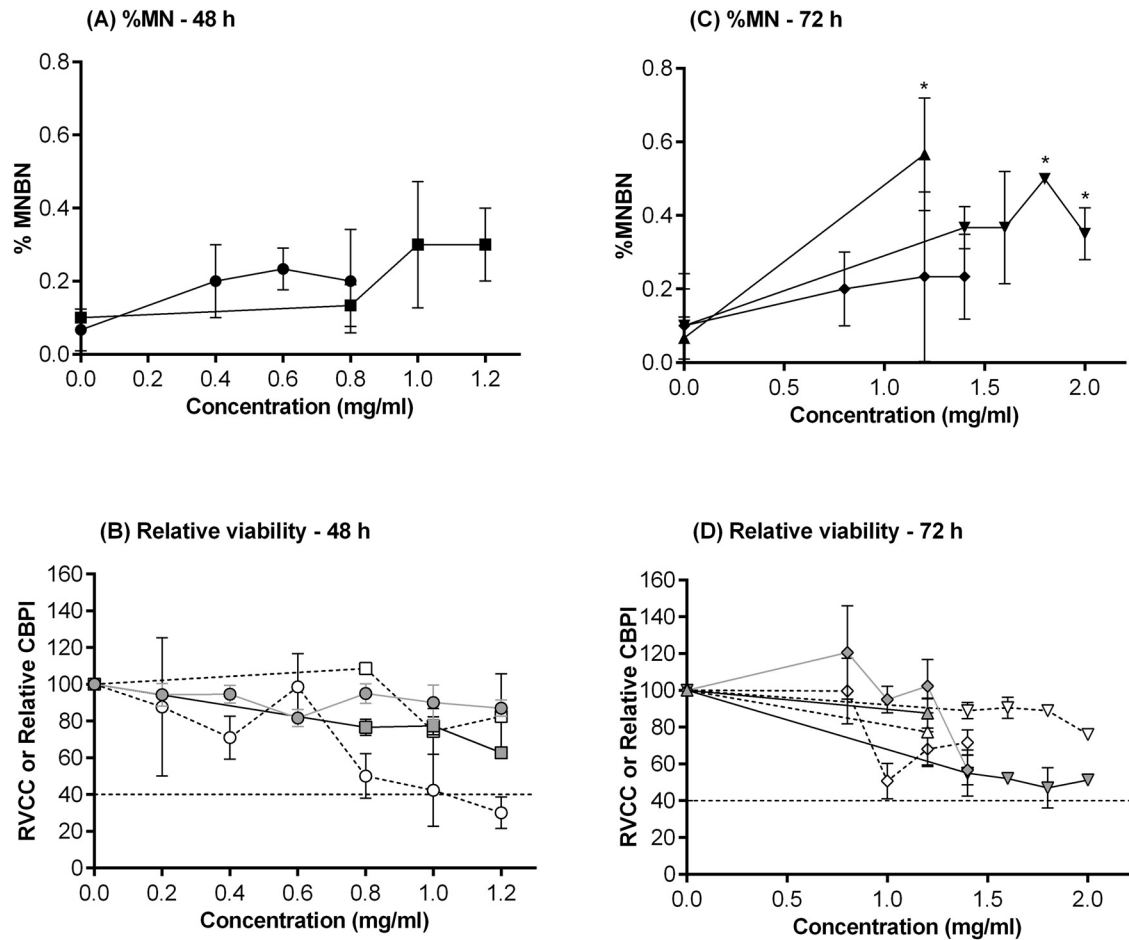 (A) %MN - 48 h
% MNBN
0.8
0.6
0.4
0.2
0.0
0.0 0.2 0.4 0.6 0.8 1.0 1.2
Concentration (mg/ml)
(C) %MN - 72 h
%MNBN
0.8
0.6
0.4
0.2
0.0
* * *
0.0 0.5 1.0 1.5 2.0
Concentration (mg/ml)
(B) Relative viability - 48 h
RVCC or Relative CBPI
160
140
120
100
80
60
40
20
0
0.0 0.2 0.4 0.6 0.8 1.0 1.2
Concentration (mg/ml)
(D) Relative viability - 72 h
RVCC or Relative CBPI
160
140
120
100
80
60
40
20
0
0.0 0.5 1.0 1.5 2.0
Concentration (mg/ml)